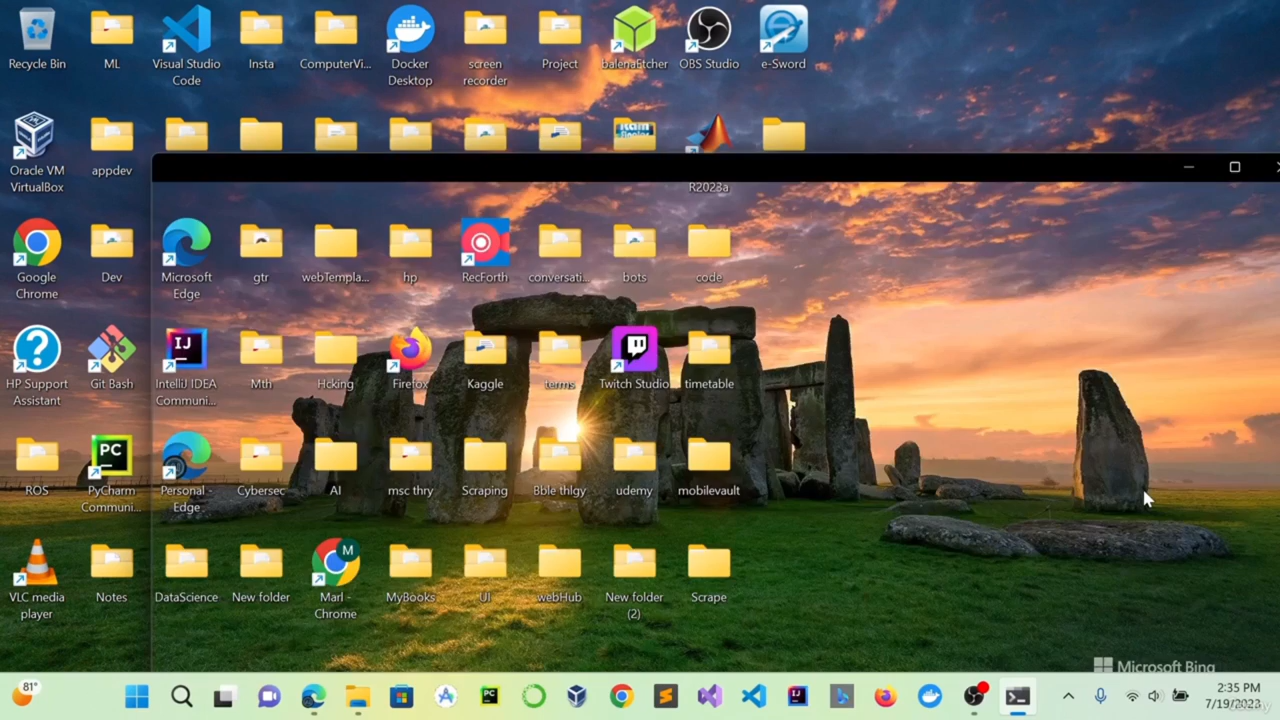 Recycle Bin
ML
Visual Studio
Code
Insta
ComputerVi...
Docker
Desktop
screen
recorder
Project
balenaEtcher
OBS Studio
e-Sword
Oracle VM
VirtualBox
appdev
R2023a
Google
Chrome
Dev
Microsoft
Edge
gtr
webTempla...
hp
RecForth
conversati...
bots
code
HP Support
Assistant
Git Bash
IJ
IntelliJ IDEA
Communi...
Mth
Hcking
Firefox
Kaggle
terms
Twitch Studio
timetable
ROS
PC
PyCharm
Communi...
Personal -
Edge
Cybersec
AI
msc thry
Scraping
Bble thlgy
udemy
mobilevault
VLC media
player
Notes
DataScience
New folder
M
Marl -
Chrome
MyBooks
UI
webHub
New folder
(2)
Scrape
Microsoft Bing
81°
PC
IJ
2:35 PM
7/19/2023